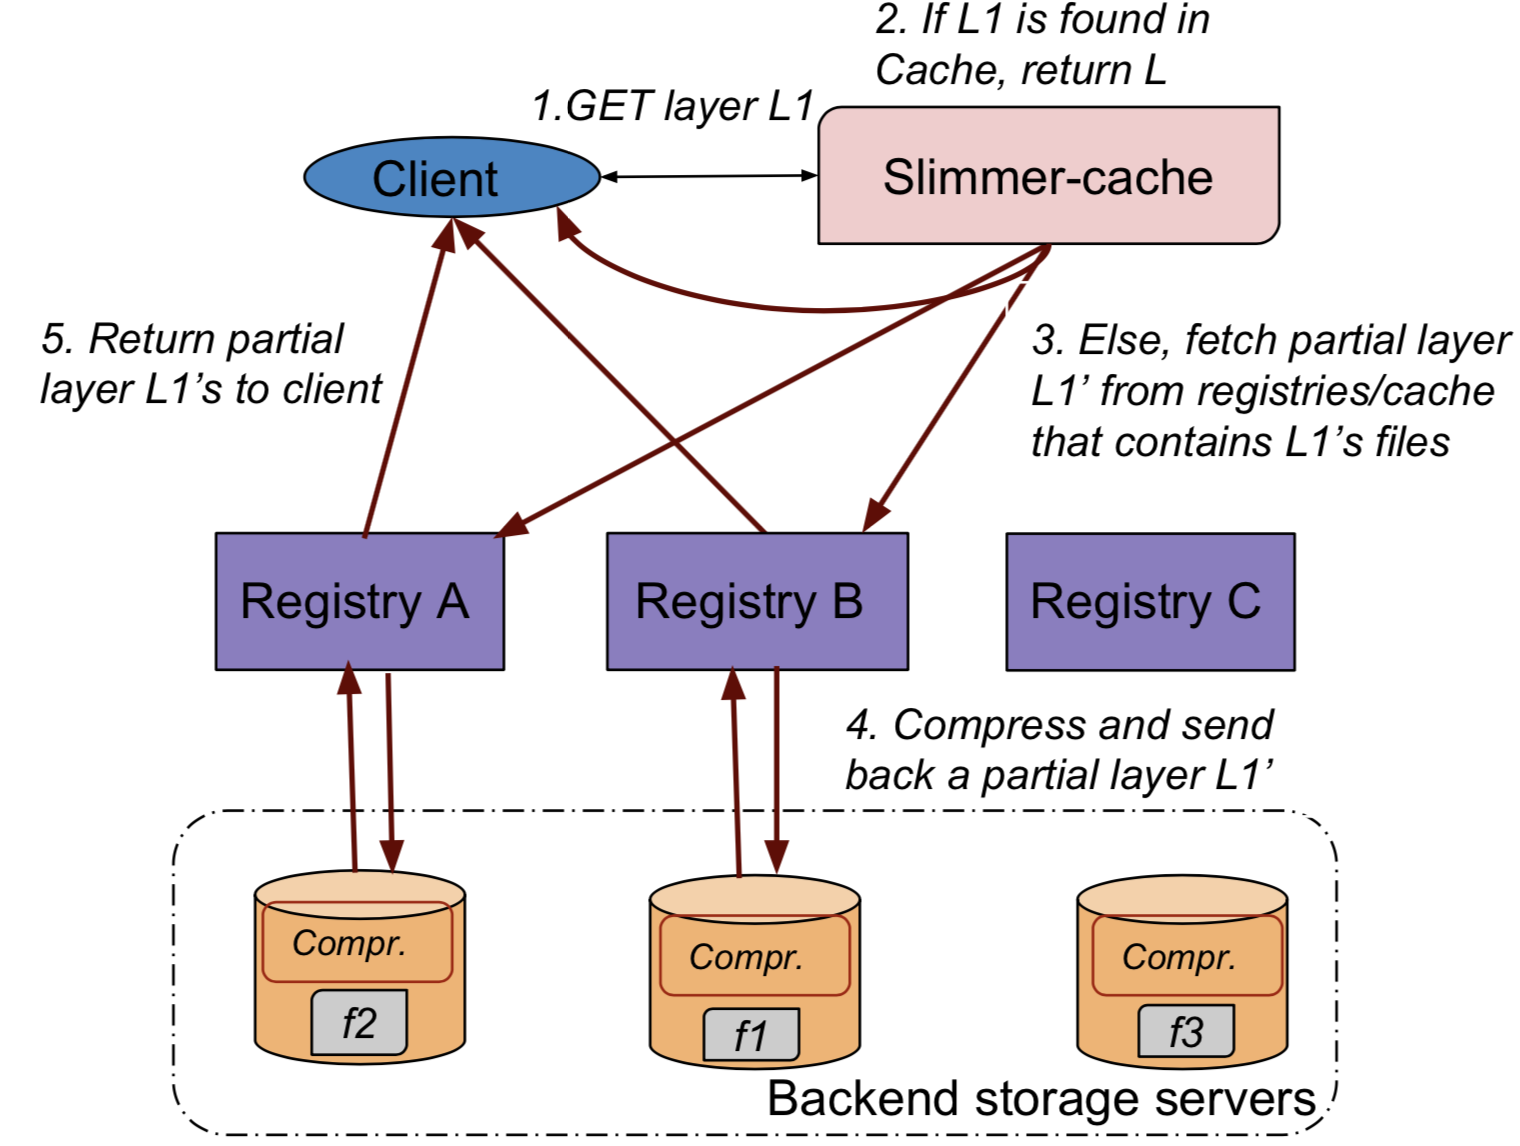 2. If L1 is found in
Cache, return L
1.GET layer L1
Client
Slimmer-cache
5. Return partial
layer L1’s to client
3. Else, fetch partial layer
L1’ from registries/cache
that contains L1’s files
Registry A
Registry B
Registry C
4. Compress and send
back a partial layer L1’
Compr.
Compr.
Compr.
f2
f1
f3
Backend storage servers